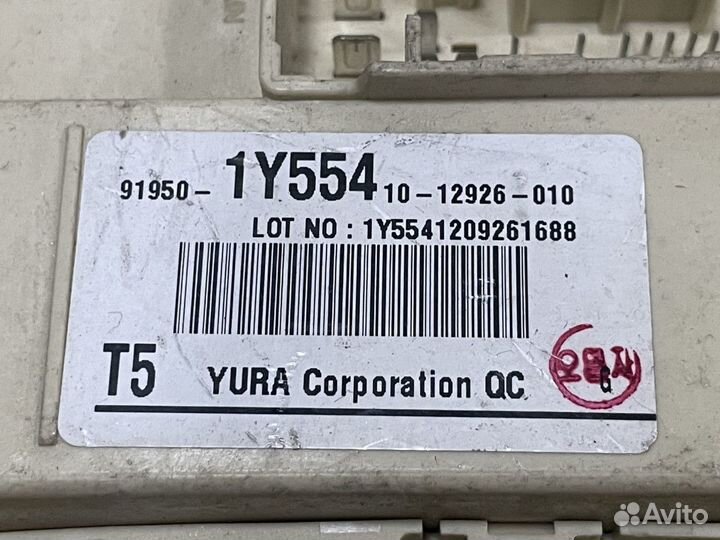 91950- 1Y554 10-12926-010
LOT NO : 1Y5541209261688
T5 YURA Corporation QC
G
Avito